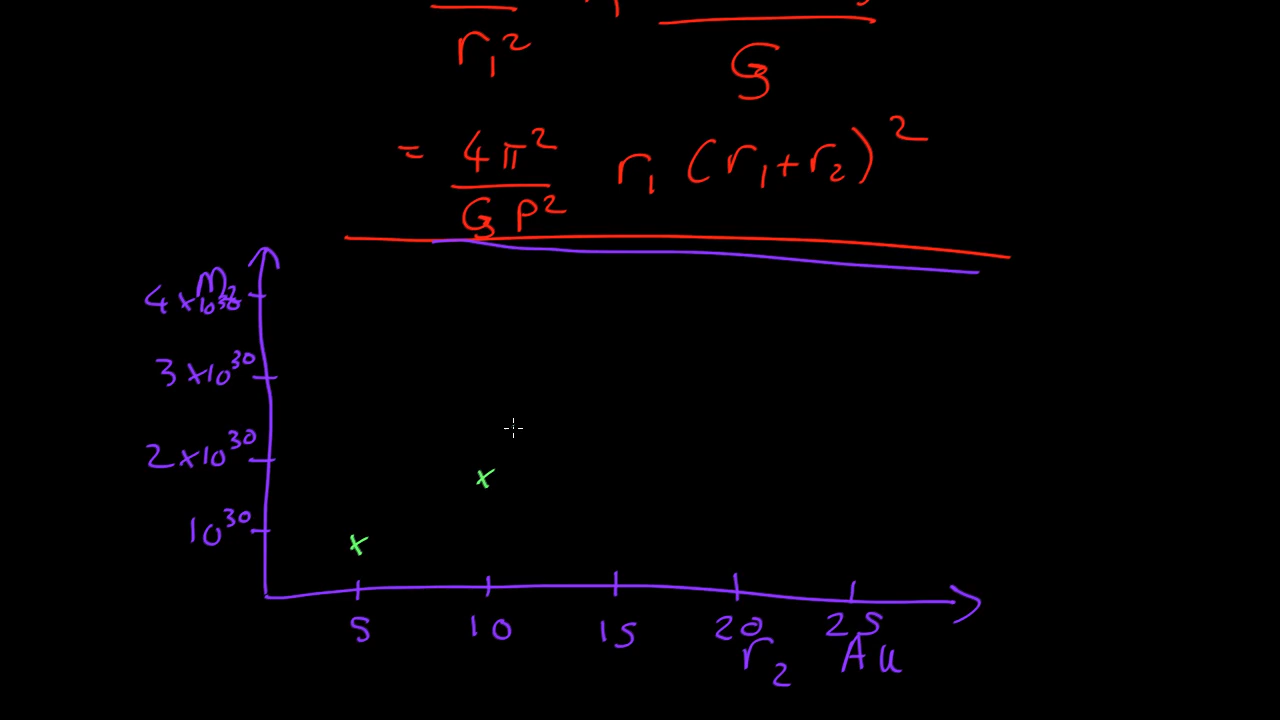 r₁²
G
= 4π² / G P² r₁ (r₁+r₂)²
M₂
4 ×10³⁰
3 ×10³⁰
2 ×10³⁰
10³⁰
5 10 15 20 25
r₂ Au